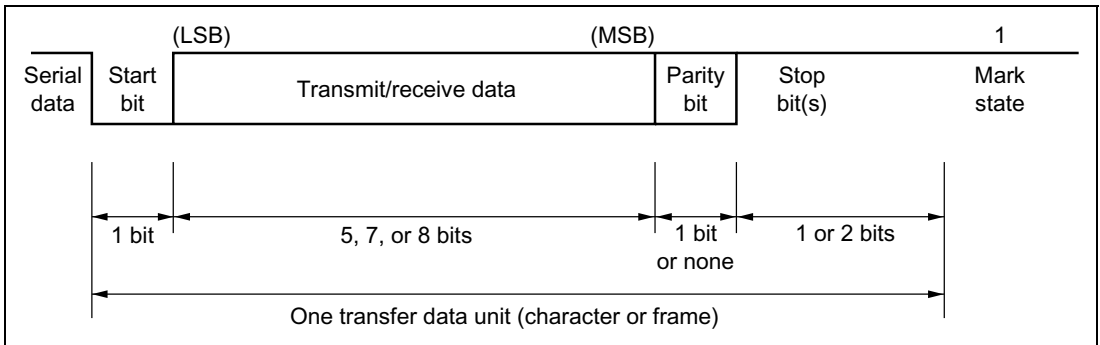 (LSB) (MSB) 1
Serial Start Transmit/receive data Parity Stop Mark
data bit bit bit(s) state
1 bit 5, 7, or 8 bits 1 bit 1 or 2 bits
or none
One transfer data unit (character or frame)